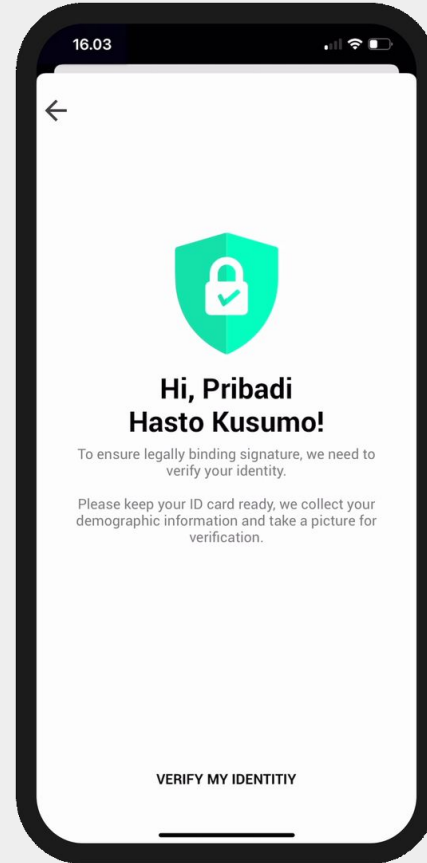 16.03
Hi, Pribadi
Hasto Kusumo!
To ensure legally binding signature, we need to
verify your identity.
Please keep your ID card ready, we collect your
demographic information and take a picture for
verification.
VERIFY MY IDENTITIY